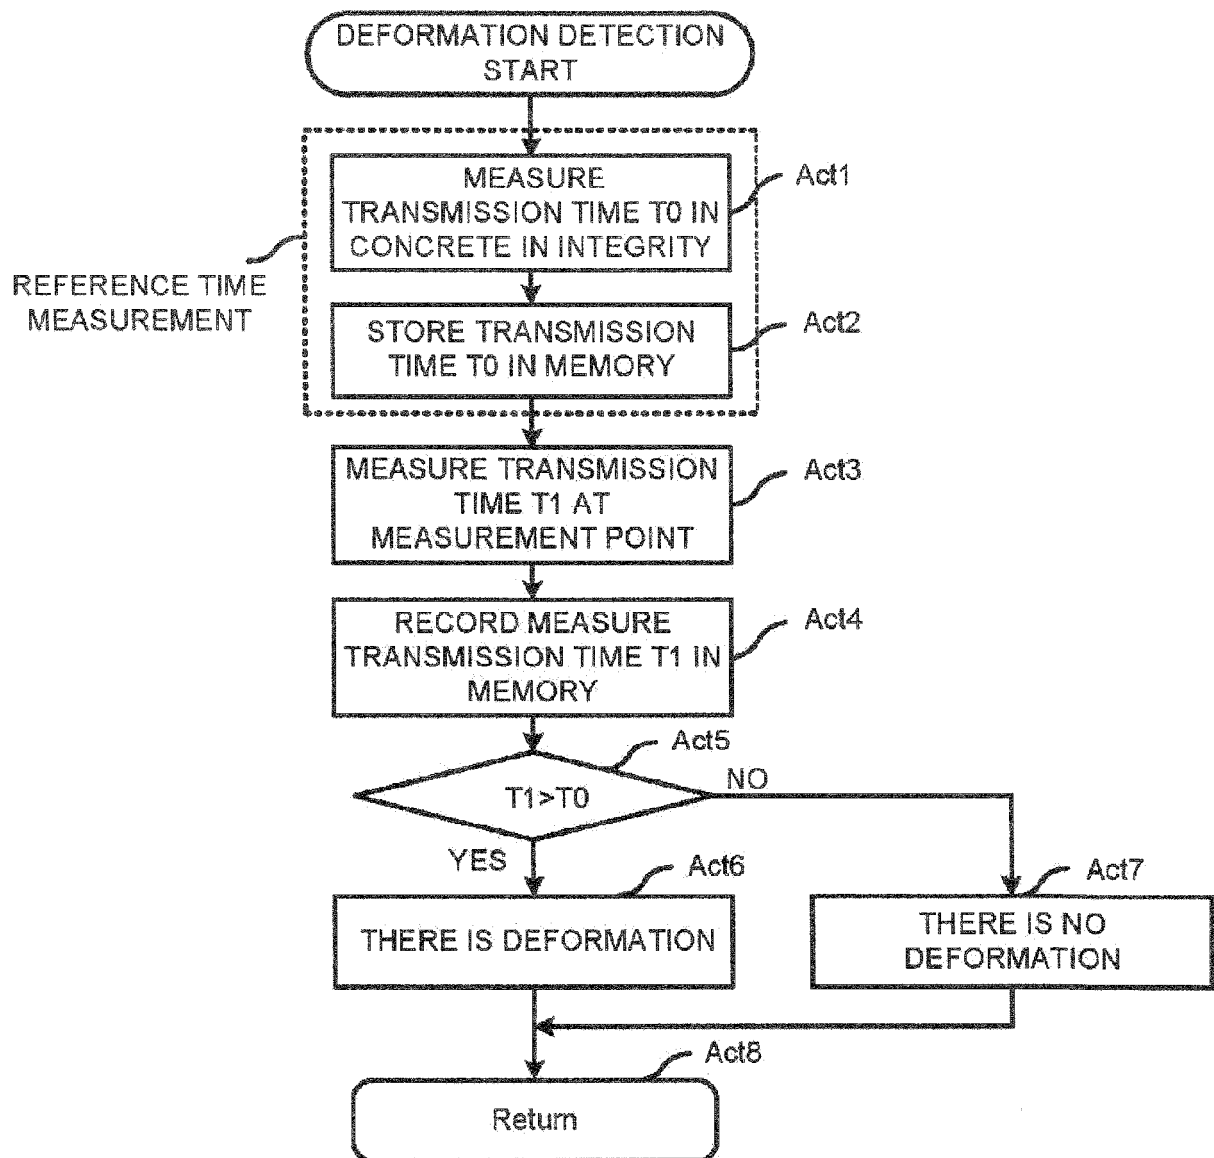 DEFORMATION DETECTION
START
MEASURE
TRANSMISSION TIME T0 IN
CONCRETE IN INTEGRITY
Act1
REFERENCE TIME
MEASUREMENT
STORE TRANSMISSION
TIME T0 IN MEMORY
Act2
MEASURE TRANSMISSION
TIME T1 AT
MEASUREMENT POINT
Act3
RECORD MEASURE
TRANSMISSION TIME T1 IN
MEMORY
Act4
Act5
T1>T0
NO
YES
Act6
THERE IS DEFORMATION
Act7
THERE IS NO
DEFORMATION
Act8
Return